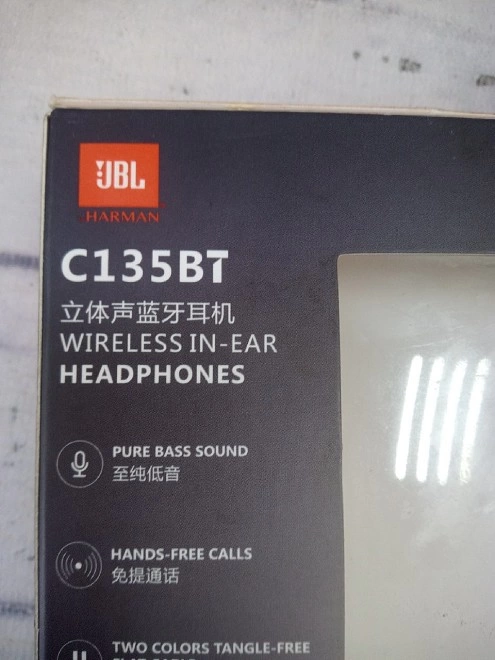 JBL
HARMAN
C135BT
立体声蓝牙耳机
WIRELESS IN-EAR
HEADPHONES
PURE BASS SOUND
至纯低音
HANDS-FREE CALLS
免提通话
TWO COLORS TANGLE-FREE